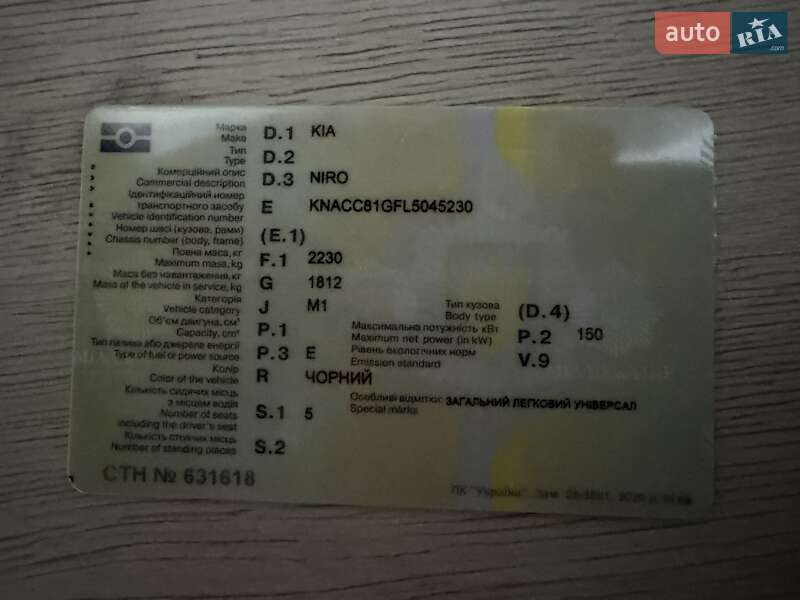 auto RIA .com
Марка D.1 KIA
Make
Тип D.2
Type
Комерційний опис D.3 NIRO
Commercial description
Ідентифікаційний номер
транспортного засобу E KNACC81GFL5045230
Vehicle identification number
Номер шасі (кузова, рами) (E.1)
Chassis number (body, frame)
Повна маса, кг F.1 2230
Maximum mass, kg
Маса без навантаження, кг G 1812
Mass of the vehicle in service, kg
Категорія J M1 Тип кузова (D.4)
Vehicle category Body type
Об'єм двигуна, см³ P.1 Максимальна потужність кВт P.2 150
Capacity, cm³ Maximum net power (in kW)
Тип палива або джерела енергії P.3 E Рівень екологічних норм V.9
Type of fuel or power source Emission standard
Колір R ЧОРНИЙ
Color of the vehicle
Кількість сидячих місць
з місцем водія S.1 5 Особливі відмітки: ЗАГАЛЬНИЙ ЛЕГКОВИЙ УНІВЕРСАЛ
Number of seats Special marks
including the driver's seat
Кількість стоячих місць S.2
Number of standing places
СТН № 631618
ПК "Україна". Зам.